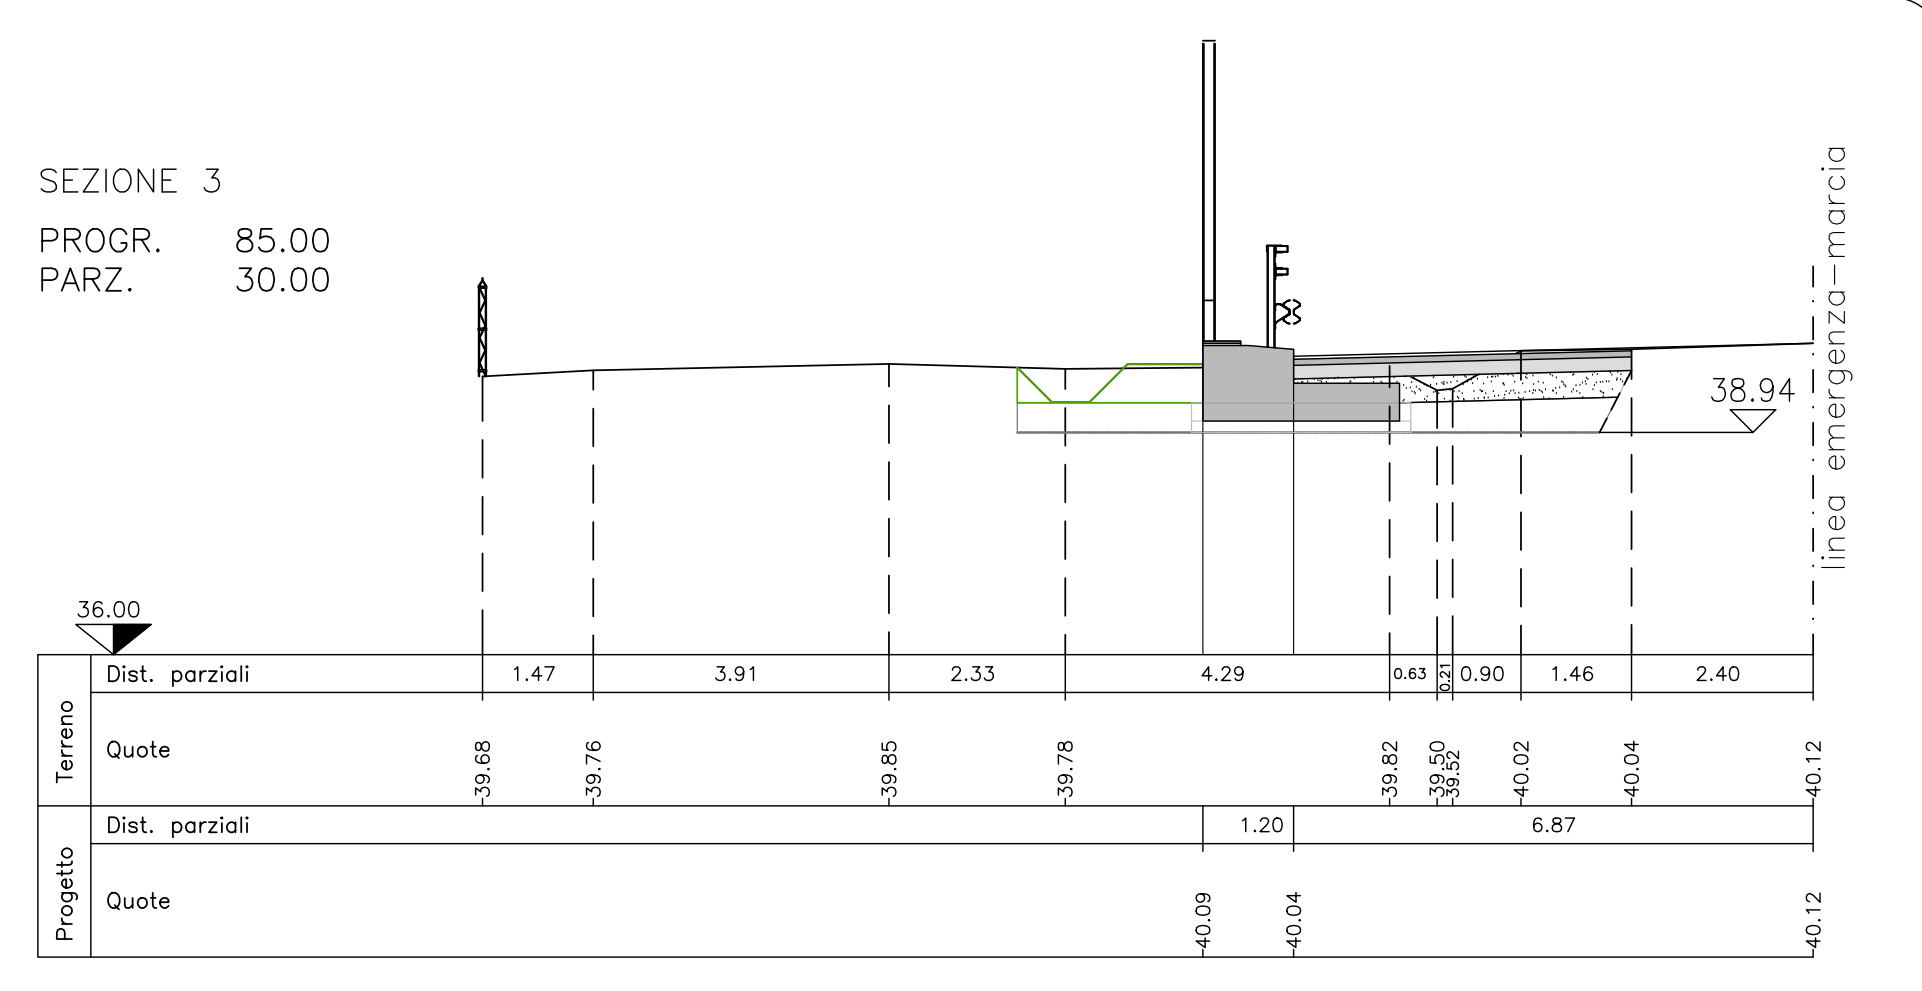 SEZIONE 3
PROGR. 85.00
PARZ. 30.00
linea emergenza-marcia
38.94
36.00
Terreno
Dist. parziali 1.47 3.91 2.33 4.29 0.63 0.21 0.90 1.46 2.40
Quote 39.68 39.76 39.85 39.78 39.82 39.50 39.52 40.02 40.04 40.12
Progetto
Dist. parziali 1.20 6.87
Quote 40.09 40.04 40.12